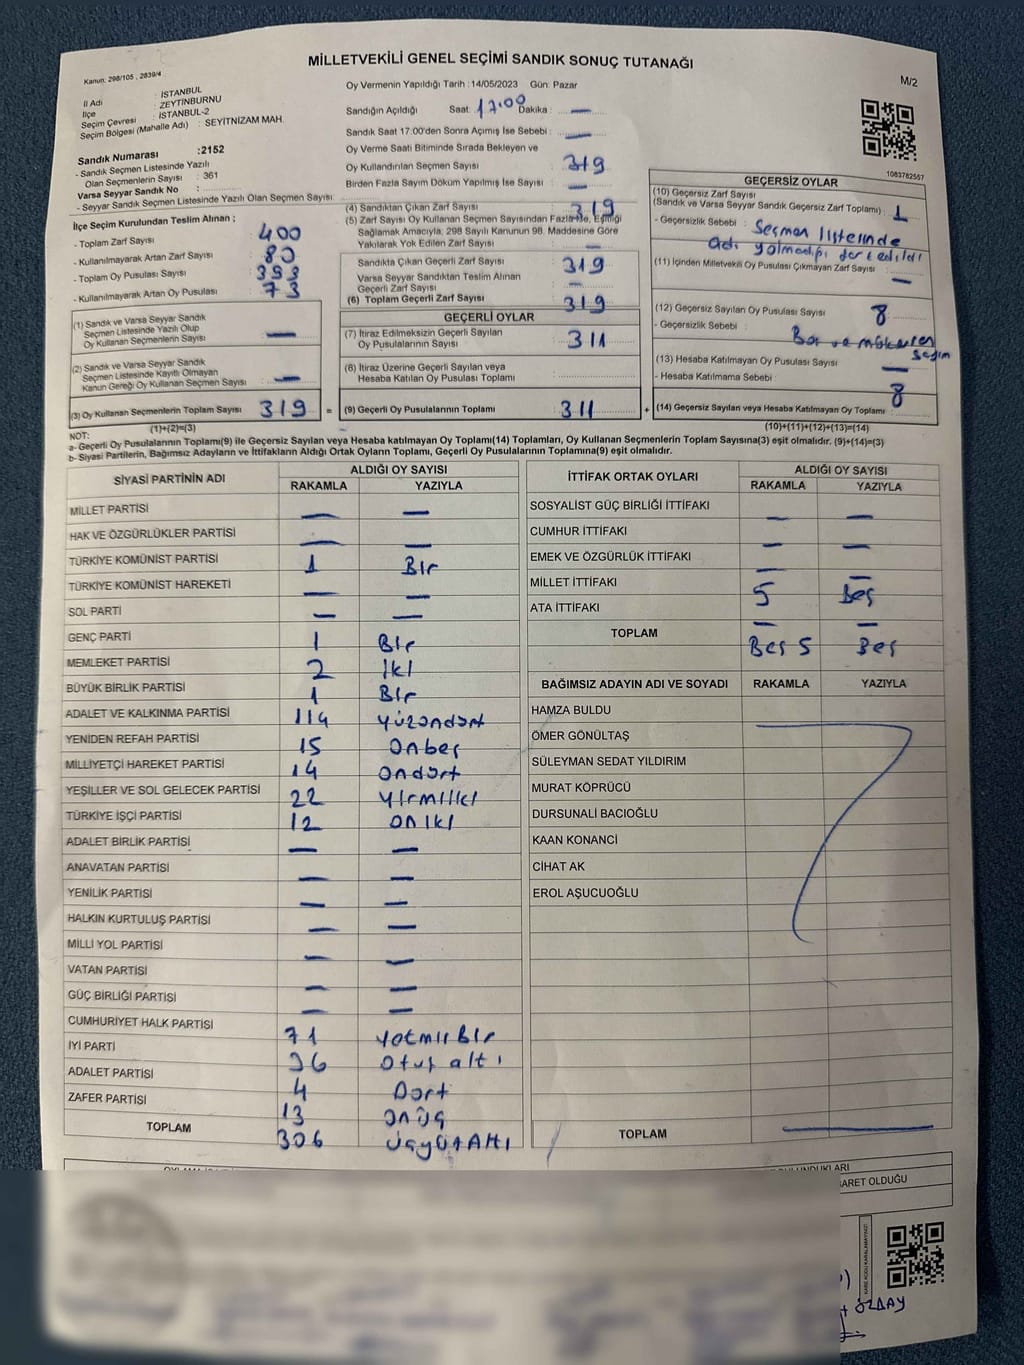 MİLLETVEKİLİ GENEL SEÇİMİ SANDIK SONUÇ TUTANAĞI
Kanun: 298/105 , 2839/4
M/2
İl Adı : İSTANBUL
İlçe : ZEYTİNBURNU
Seçim Çevresi : İSTANBUL-2
Seçim Bölgesi (Mahalle Adı) : SEYİTNİZAM MAH.
Sandık Numarası :2152
- Sandık Seçmen Listesinde Yazılı
Olan Seçmenlerin Sayısı : 361
Varsa Seyyar Sandık No :
- Seyyar Sandık Seçmen Listesinde Yazılı Olan Seçmen Sayısı
İlçe Seçim Kurulundan Teslim Alınan ;
- Toplam Zarf Sayısı 400
- Kullanılmayarak Artan Zarf Sayısı 80
- Toplam Oy Pusulası Sayısı 393
- Kullanılmayarak Artan Oy Pusulası 73
(1) Sandık ve Varsa Seyyar Sandık
Seçmen Listesinde Yazılı Olup
Oy Kullanan Seçmenlerin Sayısı : —
(2) Sandık ve Varsa Seyyar Sandık
Seçmen Listesinde Kayıtlı Olmayan
Kanun Gereği Oy Kullanan Seçmen Sayısı —
(3) Oy Kullanan Seçmenlerin Toplam Sayısı 319 =
(1)+(2)=(3)
Oy Vermenin Yapıldığı Tarih : 14/05/2023 Gün: Pazar
Sandığın Açıldığı Saat: 17.00 Dakika : —
Sandık Saat 17.00'den Sonra Açımış İse Sebebi : —
Oy Verme Saati Bitiminde Sırada Bekleyen ve
Oy Kullandırılan Seçmen Sayısı 319
Birden Fazla Sayım Döküm Yapılmış İse Sayısı —
(4) Sandıktan Çıkan Zarf Sayısı 319
(5) Zarf Sayısı Oy Kullanan Seçmen Sayısından Fazla İse, Eşitliği
Sağlamak Amacıyla, 298 Sayılı Kanunun 98. Maddesine Göre
Yakılarak Yok Edilen Zarf Sayısı —
Sandıkta Çıkan Geçerli Zarf Sayısı 319
Varsa Seyyar Sandıktan Teslim Alınan
Geçerli Zarf Sayısı —
(6) Toplam Geçerli Zarf Sayısı 319
GEÇERLİ OYLAR
(7) İtiraz Edilmeksizin Geçerli Sayılan
Oy Pusulasının Sayısı 311
(8) İtiraz Üzerine Geçerli Sayılan veya
Hesaba Katılan Oy Pusulası Toplamı
(9) Geçerli Oy Pusulalarının Toplamı 311 +
1083782557
GEÇERSİZ OYLAR
(10) Geçersiz Zarf Sayısı
(Sandık ve Varsa Seyyar Sandık Geçersiz Zarf Toplamı) : 1
- Geçersizlik Sebebi : Seçmen listesinde
adı
(11) İçinden Milletvekili Oy Pusulası Çıkmayan Zarf Sayısı —
(12) Geçersiz Sayılan Oy Pusulası Sayısı 8
- Geçersizlik Sebebi : Boş ve mükerrer
seçim
(13) Hesaba Katılmayan Oy Pusulası Sayısı —
- Hesaba Katılmama Sebebi :
(14) Geçersiz Sayılan veya Hesaba Katılmayan Oy Pusulası Toplamı 8
(10)+(11)+(12)+(13)=(14)
NOT:
a- Geçerli Oy Pusulalarının Toplamı(9) ile Geçersiz Sayılan veya Hesaba katılmayan Oy Toplamı(14) Toplamları, Oy Kullanan Seçmenlerin Toplam Sayısına(3) eşit olmalıdır. (9)+(14)=(3)
b- Siyasi Partilerin, Bağımsız Adayların ve İttifakların Aldığı Ortak Oyların Toplamı, Geçerli Oy Pusulalarının Toplamına(9) eşit olmalıdır.
SİYASİ PARTİNİN ADI ALDIĞI OY SAYISI
RAKAMLA YAZIYLA
MİLLET PARTİSİ — —
HAK VE ÖZGÜRLÜKLER PARTİSİ — —
TÜRKİYE KOMÜNİST PARTİSİ 1 Bir
TÜRKİYE KOMÜNİST HAREKETİ — —
SOL PARTİ — —
GENÇ PARTİ 1 Bir
MEMLEKET PARTİSİ 2 İki
BÜYÜK BİRLİK PARTİSİ 1 Bir
ADALET VE KALKINMA PARTİSİ 114 yüzondört
YENİDEN REFAH PARTİSİ 15 onbeş
MİLLİYETÇİ HAREKET PARTİSİ 14 ondört
YEŞİLLER VE SOL GELECEK PARTİSİ 22 yirmiiki
TÜRKİYE İŞÇİ PARTİSİ 12 oniki
ADALET BİRLİK PARTİSİ — —
ANAVATAN PARTİSİ — —
YENİLİK PARTİSİ — —
HALKIN KURTULUŞ PARTİSİ — —
MİLLİ YOL PARTİSİ — —
VATAN PARTİSİ — —
GÜÇ BİRLİĞİ PARTİSİ — —
CUMHURİYET HALK PARTİSİ 71 yetmişbir
İYİ PARTİ 36 otuz altı
ADALET PARTİSİ 4 Dört
ZAFER PARTİSİ 13 onüç
TOPLAM 306 üçyüzAltı
İTTİFAK ORTAK OYLARI ALDIĞI OY SAYISI
RAKAMLA YAZIYLA
SOSYALİST GÜÇ BİRLİĞİ İTTİFAKI — —
CUMHUR İTTİFAKI — —
EMEK VE ÖZGÜRLÜK İTTİFAKI — —
MİLLET İTTİFAKI 5 Beş
ATA İTTİFAKI — —
TOPLAM Beş 5 Beş
BAĞIMSIZ ADAYIN ADI VE SOYADI RAKAMLA YAZIYLA
HAMZA BULDU
ÖMER GÖNÜLTAŞ
SÜLEYMAN SEDAT YILDIRIM
MURAT KÖPRÜCÜ
DURSUNALİ BACIOĞLU
KAAN KONANCİ
CİHAT AK
EROL AŞUCUOĞLU
TOPLAM
ARET OLDUĞU
ÖZDAY